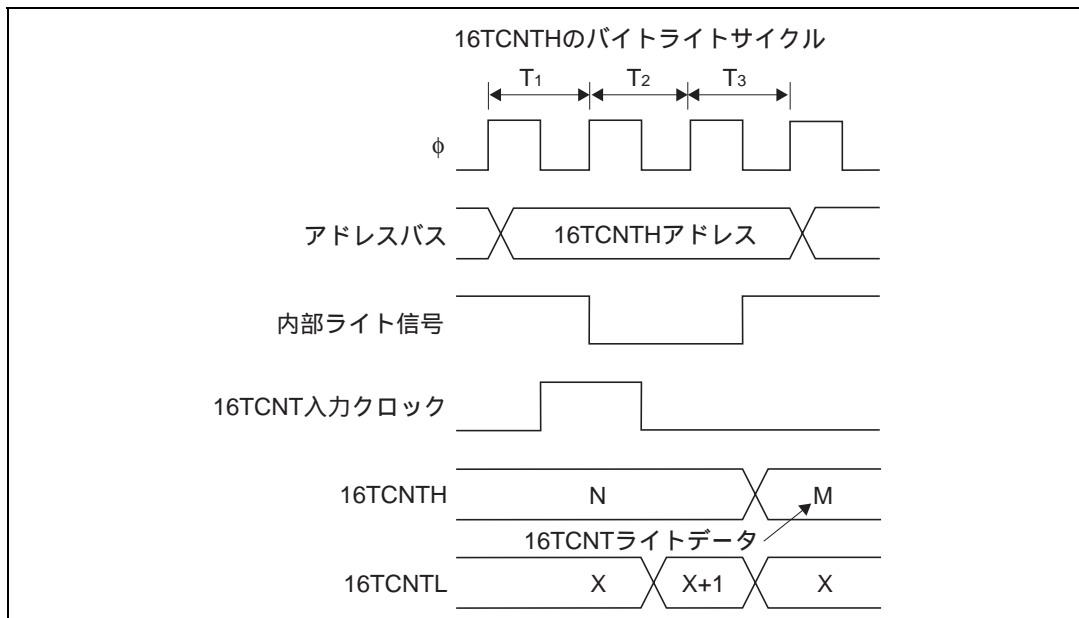 16TCNTHのバイトライトサイクル
T1 T2 T3
φ
アドレスバス 16TCNTHアドレス
内部ライト信号
16TCNT入力クロック
16TCNTH N M
16TCNTライトデータ
16TCNTL X X+1 X